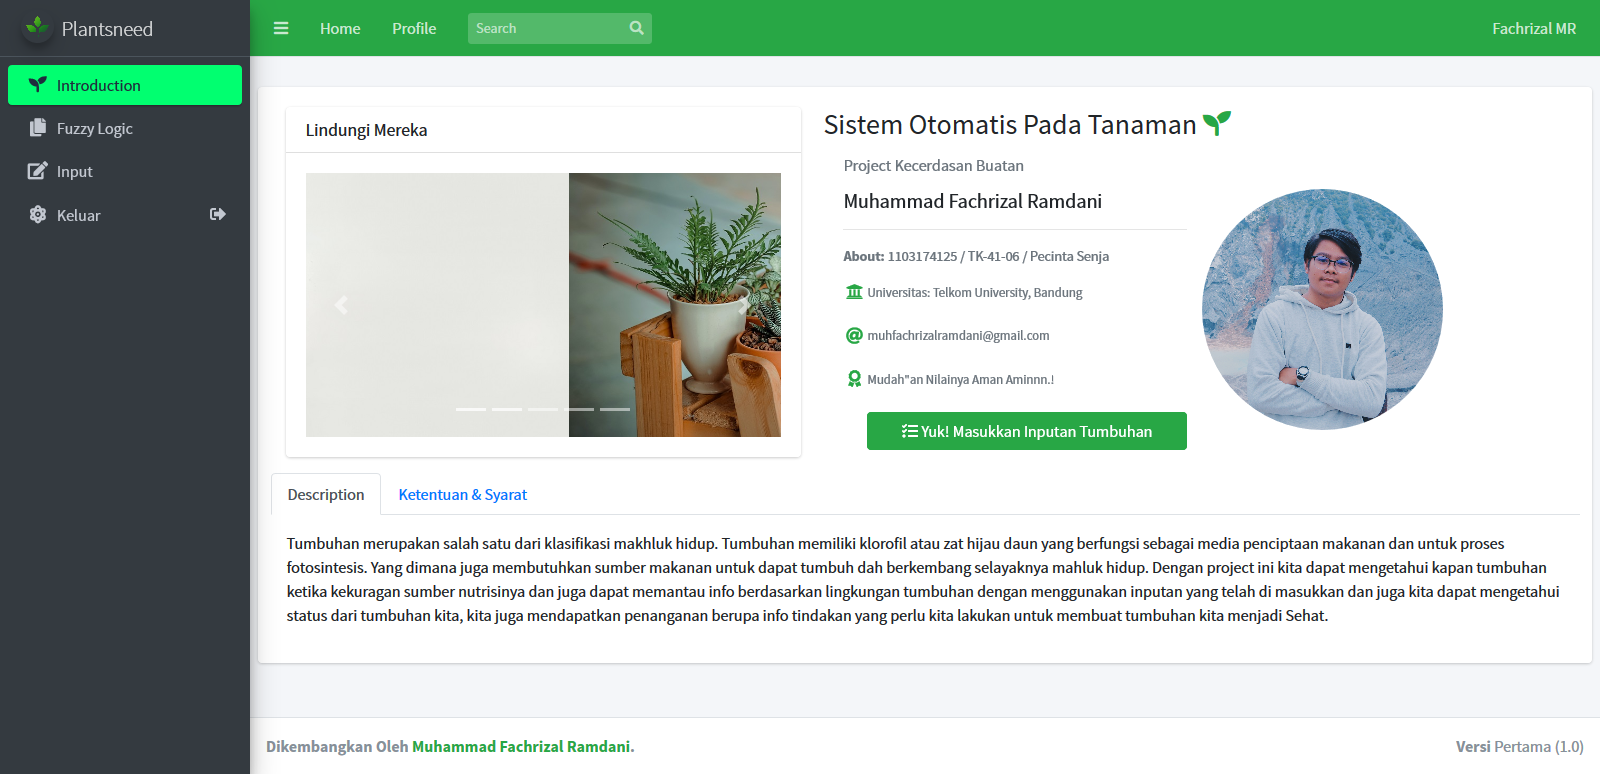 Plantsneed
Home
Profile
Search
Fachrizal MR
Introduction
Fuzzy Logic
Input
Keluar
Lindungi Mereka
Sistem Otomatis Pada Tanaman
Project Kecerdasan Buatan
Muhammad Fachrizal Ramdani
About: 1103174125 / TK-41-06 / Pecinta Senja
Universitas: Telkom University, Bandung
muhfachrizalramdani@gmail.com
Mudah"an Nilainya Aman Aminnn.!
Yuk! Masukkan Inputan Tumbuhan
Description
Ketentuan & Syarat
Tumbuhan merupakan salah satu dari klasifikasi makhluk hidup. Tumbuhan memiliki klorofil atau zat hijau daun yang berfungsi sebagai media penciptaan makanan dan untuk proses
fotosintesis. Yang dimana juga membutuhkan sumber makanan untuk dapat tumbuh dah berkembang selayaknya mahluk hidup. Dengan project ini kita dapat mengetahui kapan tumbuhan
ketika kekuragan sumber nutrisinya dan juga dapat memantau info berdasarkan lingkungan tumbuhan dengan menggunakan inputan yang telah di masukkan dan juga kita dapat mengetahui
status dari tumbuhan kita, kita juga mendapatkan penanganan berupa info tindakan yang perlu kita lakukan untuk membuat tumbuhan kita menjadi Sehat.
Dikembangkan Oleh Muhammad Fachrizal Ramdani.
Versi Pertama (1.0)